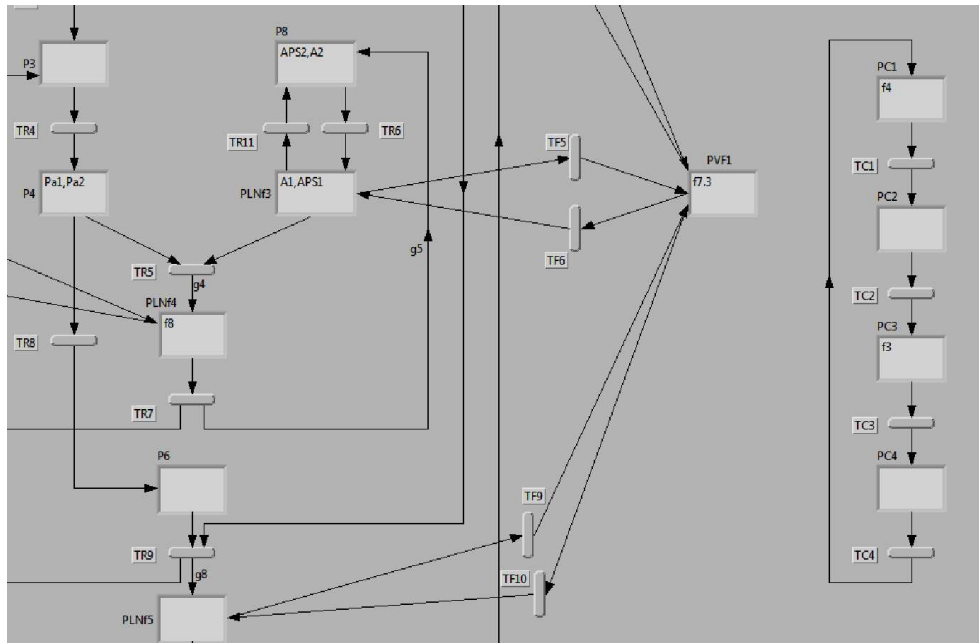 P3
TR4
P4
Pa1,Pa2
P8
APS2,A2
TR11
TR6
PLNf3
A1,APS1
TF5
TF6
PVF1
f7.3
TR5
g4
g5
PLNf4
f8
TR8
TR7
P6
TR9
g8
PLNf5
TF9
TF10
PC1
f4
TC1
PC2
TC2
PC3
f3
TC3
PC4
TC4